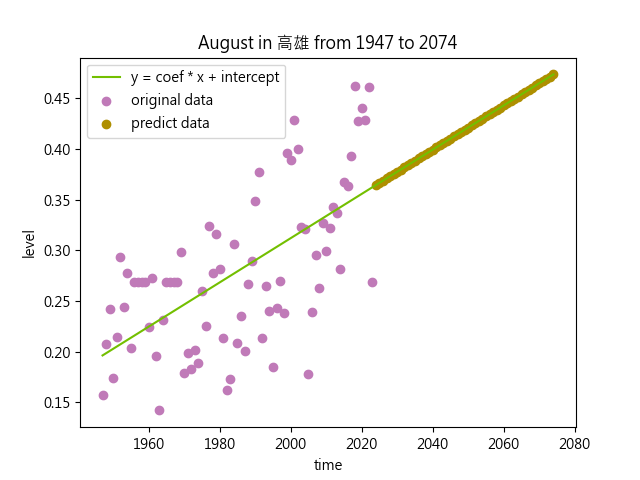 August in 高雄 from 1947 to 2074
y = coef * x + intercept
original data
predict data
level
0.45
0.40
0.35
0.30
0.25
0.20
0.15
1960 1980 2000 2020 2040 2060 2080
time